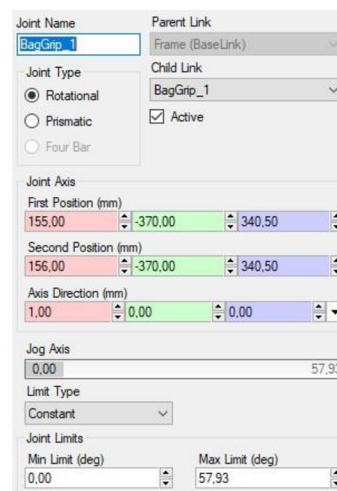 Joint Name Parent Link
BagGrip_1 Frame (BaseLink)
Joint Type Child Link
Rotational BagGrip_1
Prismatic Active
Four Bar
Joint Axis
First Position (mm)
155,00 -370,00 340,50
Second Position (mm)
156,00 -370,00 340,50
Axis Direction (mm)
1,00 0,00 0,00
Jog Axis
0,00 57,93
Limit Type
Constant
Joint Limits
Min Limit (deg) Max Limit (deg)
0,00 57,93